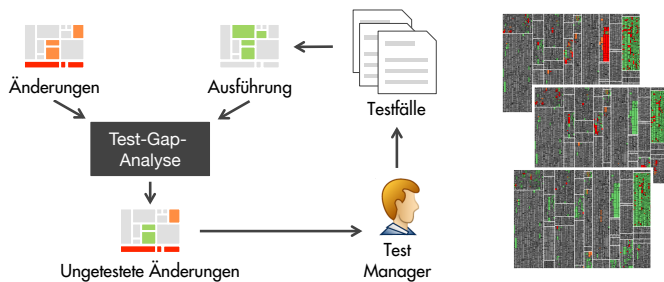 Änderungen
Ausführung
Testfälle
Test-Gap-
Analyse
Ungetestete Änderungen
Test
Manager